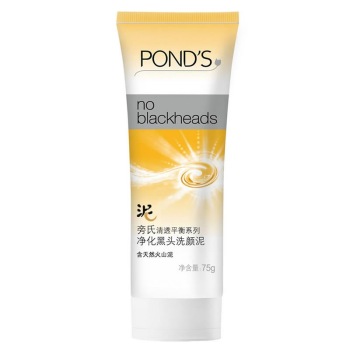 POND'S
no
blackheads
泥
旁氏清透平衡系列
净化黑头洗颜泥
含天然火山泥
净含量:75g